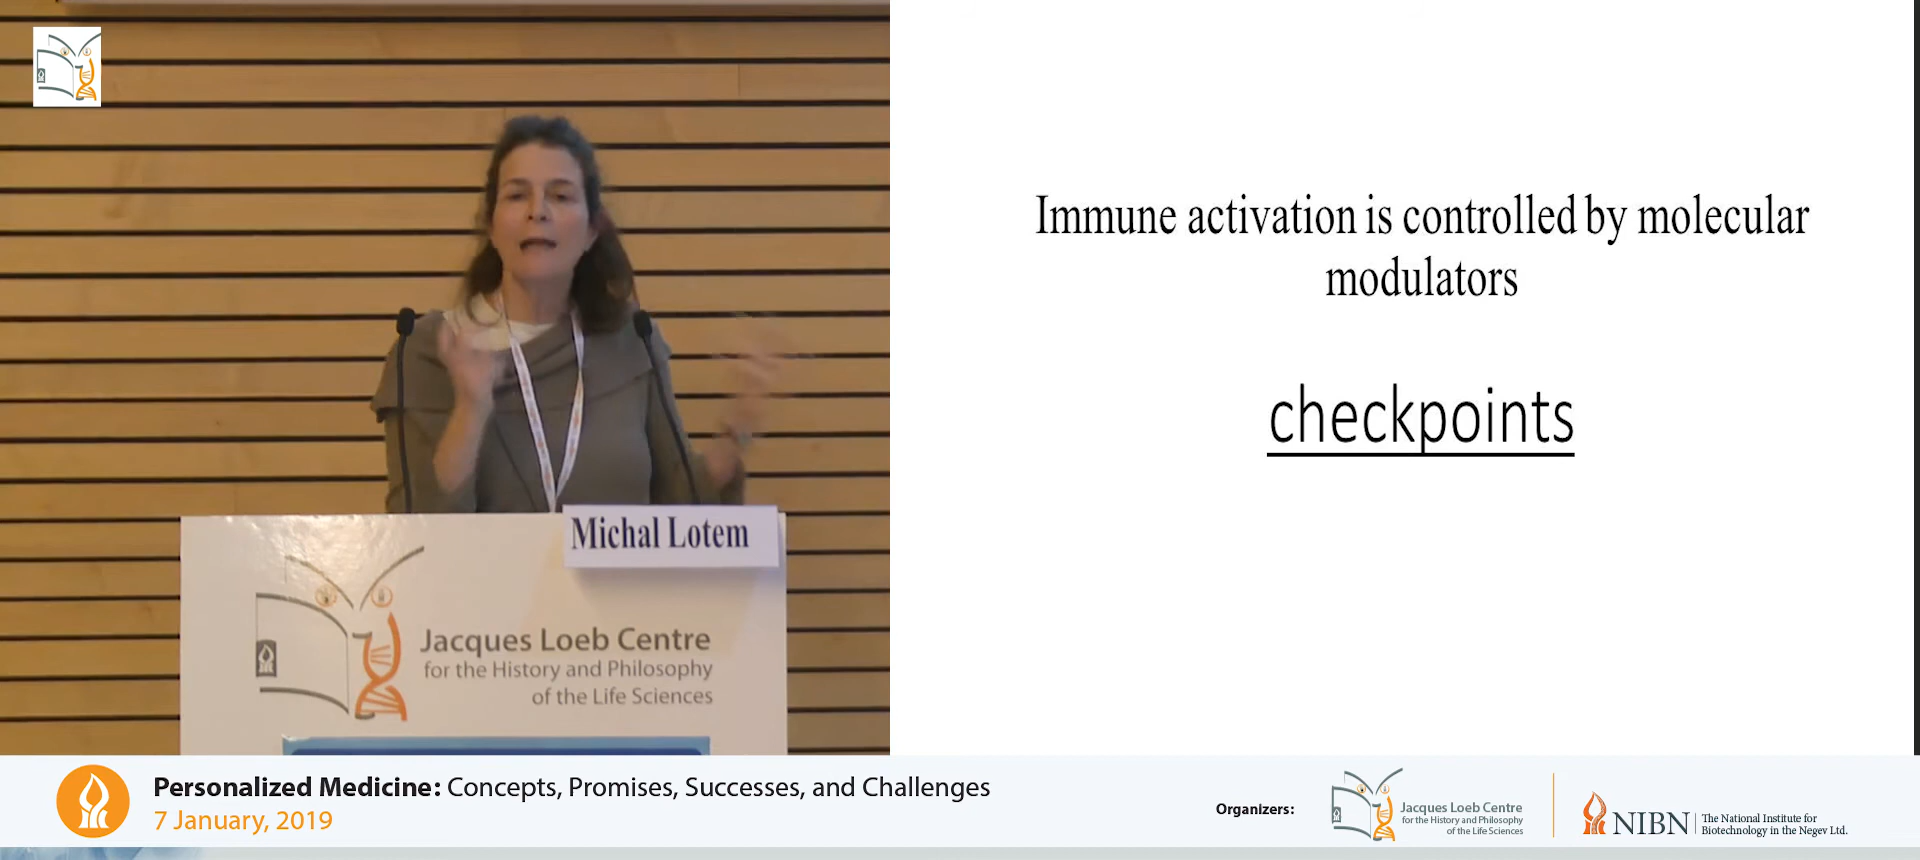 Immune activation is controlled by molecular
modulators
checkpoints
Michal Lotem
Jacques Loeb Centre
for the History and Philosophy
of the Life Sciences
Personalized Medicine: Concepts, Promises, Successes, and Challenges
7 January, 2019
Organizers:
Jacques Loeb Centre
for the History and Philosophy
of the Life Sciences
NIBN
The National Institute for
Biotechnology in the Negev Ltd.